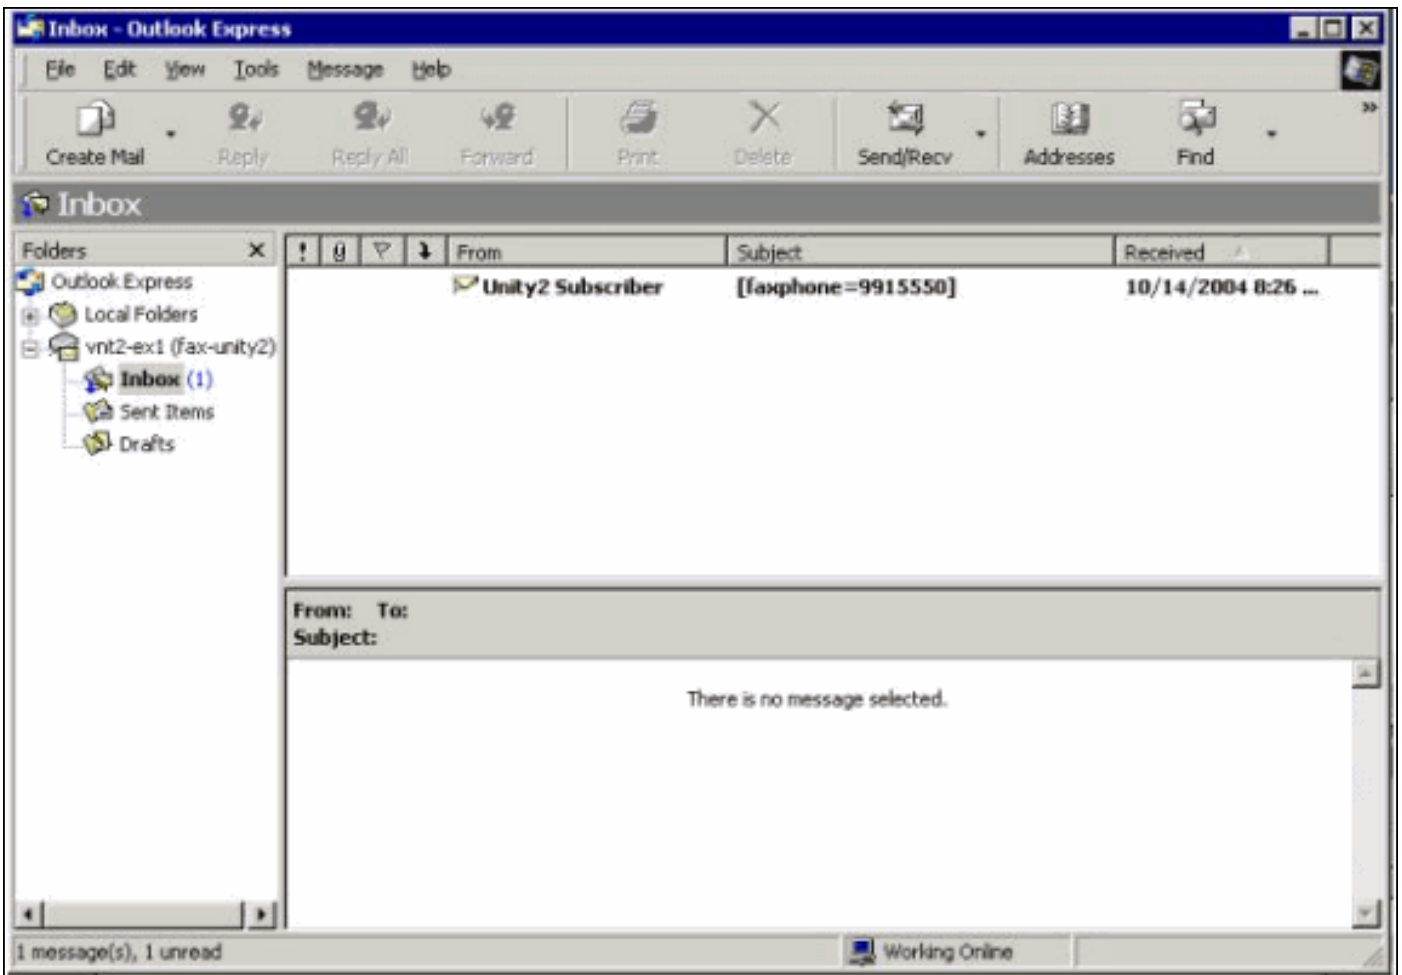 Inbox - Outlook Express
File Edit View Tools Message Help
Create Mail Reply Reply All Forward Print Delete Send/Recv Addresses Find »
Inbox
Folders X ! From Subject Received
Outlook Express
Unity2 Subscriber [faxphone=9915550] 10/14/2004 8:26 ...
Local Folders
vnt2-ex1 (fax-unity2)
Inbox (1)
Sent Items
Drafts
From: To:
Subject:
There is no message selected.
1 message(s), 1 unread Working Online